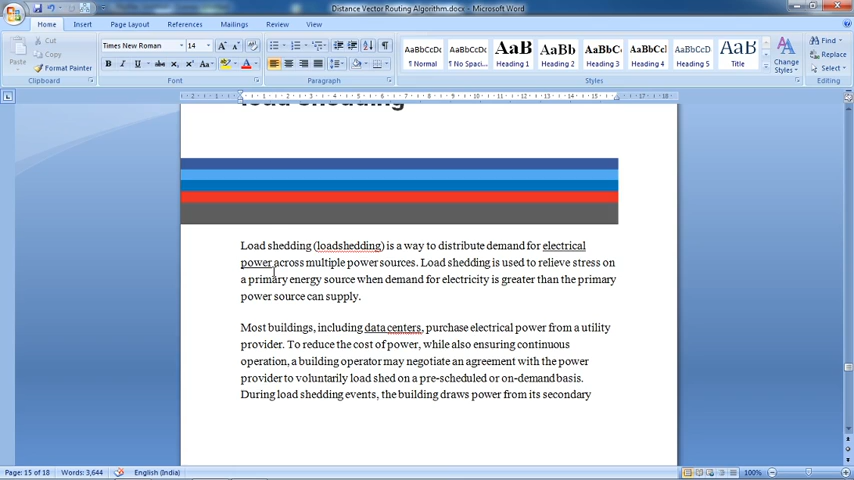 Distance Vector Routing Algorithm.docx - Microsoft Word
Home Insert Page Layout References Mailings Review View
Cut
Copy
Format Painter
Paste
Clipboard
Times New Roman 14
Font
Paragraph
AaBbCcDc AaBbCcDc AaB AaBb AaBbCc AaBbC AaBbCcDc AaB
¶ Normal ¶ No Spaci... Heading 1 Heading 2 Heading 3 Heading 4 Heading 5 Title
Change
Styles
Styles
Find
Replace
Select
Editing
load shedding
Load shedding (loadshedding) is a way to distribute demand for electrical
power across multiple power sources. Load shedding is used to relieve stress on
a primary energy source when demand for electricity is greater than the primary
power source can supply.
Most buildings, including data centers, purchase electrical power from a utility
provider. To reduce the cost of power, while also ensuring continuous
operation, a building operator may negotiate an agreement with the power
provider to voluntarily load shed on a pre-scheduled or on-demand basis.
During load shedding events, the building draws power from its secondary
Page: 15 of 18 Words: 3,644 English (India) 100%